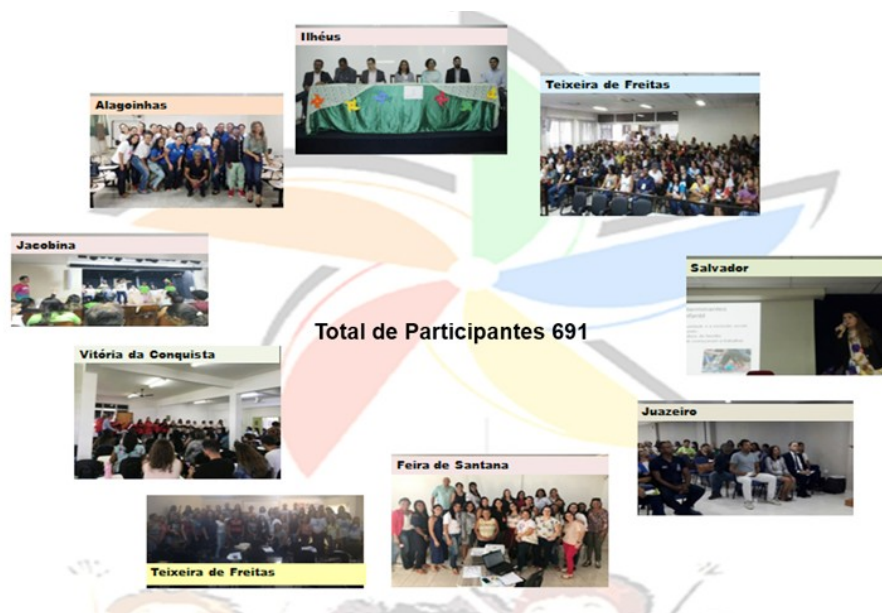 Ilhéus
Teixeira de Freitas
Alagoinhas
Jacobina
Salvador
Total de Participantes 691
Vitória da Conquista
Juazeiro
Feira de Santana
Teixeira de Freitas